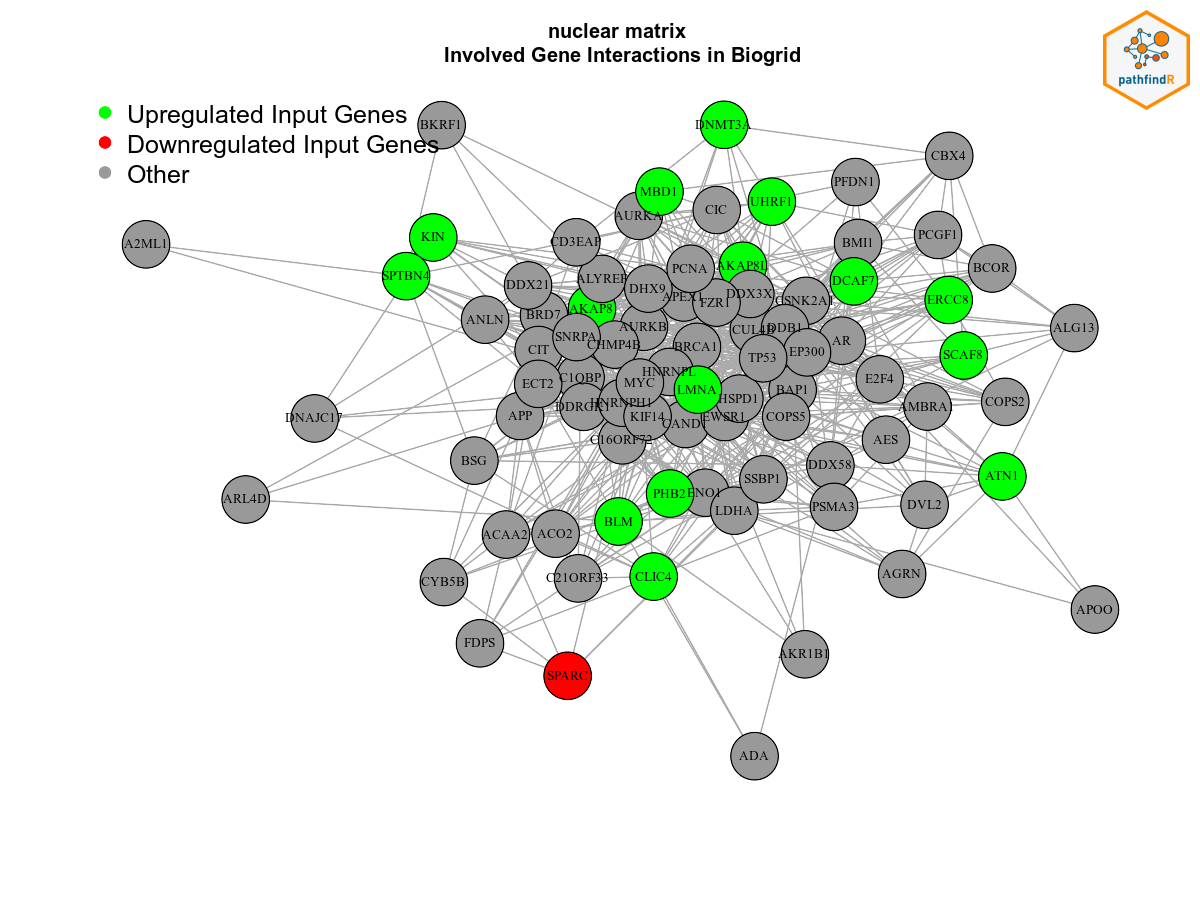 nuclear matrix
Involved Gene Interactions in Biogrid
pathfindR
Upregulated Input Genes
Downregulated Input Genes
Other
BKRF1
DNMT3A
CBX4
PFDN1
MBD1
UHRF1
CIC
AURKA
A2ML1
KIN
CD3EAP
BMI1
PCGF1
SPTBN4
ALYREF
PCNA
AKAP8L
BCOR
DDX21
DHX9
APEX1
DDX3X
DCAF7
FZR1
CSNK2A1
ERCC8
ANLN
BRD7
AKAP8
AURKB
ALG13
SNRPA
CUL4B
DDB1
CIT
CHMP4B
BRCA1
TP53
EP300
AR
SCAF8
ECT2
C1QBP
MYC
HNRNPL
LMNA
E2F4
HSPD1
BAP1
COPS2
APP
DDRGK1
HNRNPH1
KIF14
CAND1
EWSR1
COPS5
AMBRA1
DNAJC17
C16ORF72
AES
BSG
DDX58
ATN1
ARL4D
PHB2
ENO1
SSBP1
LDHA
PSMA3
DVL2
BLM
ACAA2
ACO2
CYB5B
C21ORF33
CLIC4
AGRN
APOO
FDPS
AKR1B1
SPARC
ADA